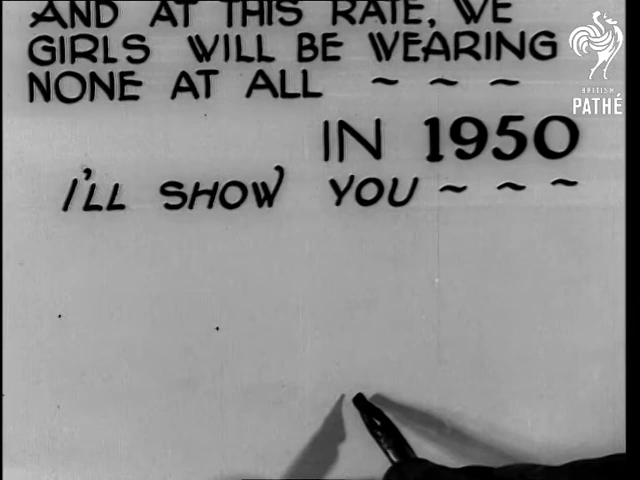 AND AT THIS RATE, WE
GIRLS WILL BE WEARING
NONE AT ALL ~ ~ ~
IN 1950
I'LL SHOW YOU ~ ~ ~
BRITISH
PATHÉ